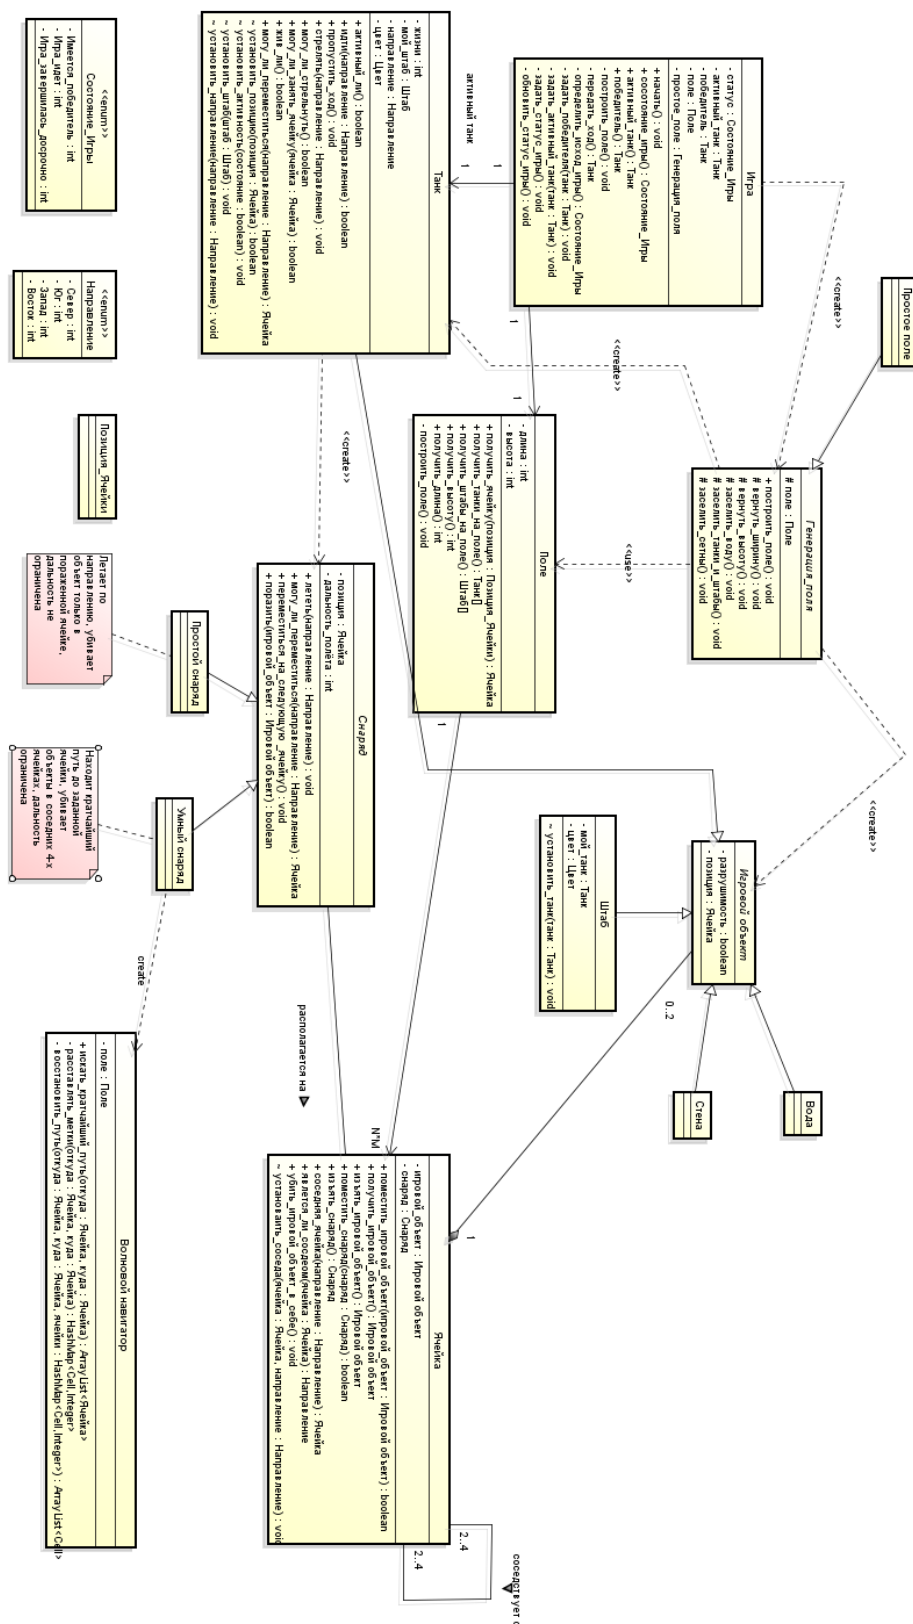 Простое поле
<<create>>
Игра
- статус : Состояние_Игры
- активный_танк : Танк
- победитель : Танк
- поле : Поле
- простое_поле : Генерация_поля
+ начать() : void
+ состояние_игры() : Состояние_Игры
+ активный_танк() : Танк
+ победитель() : Танк
- построить_поле() : void
- передать_ход() : Танк
- определить_исход_игры() : Состояние_Игры
- задать_победителя(танк : Танк) : void
- задать_активный_танк(танк : Танк) : void
- задать_статус_игры() : void
- обновить_статус_игры() : void
1
1
активный танк
Танк
- жизни : int
- мой_штаб : Штаб
- направление : Направление
- цвет : Цвет
+ активный_ли() : boolean
+ идти(направление : Направление) : boolean
+ пропустить_ход() : void
+ стрелять(направление : Направление) : void
+ могу_ли_стрельнуть() : boolean
+ могу_ли_занять_ячейку(ячейка : Ячейка) : boolean
+ жив_ли() : boolean
+ могу_ли_переместиться(направление : Направление) : Ячейка
~ установить_позицию(позиция : Ячейка) : boolean
~ установить_активность(состояние : boolean) : void
~ установить_штаб(штаб : Штаб) : void
~ установить_направление(направление : Направление) : void
<<enum>>
Состояние_Игры
- Имеется_победитель : int
- Игра_идет : int
- Игра_завершилась_досрочно : int
<<enum>>
Направление
- Север : int
- Юг : int
- Запад : int
- Восток : int
Позиция_Ячейки
1
1
<<create>>
<<create>>
<<use>>
Генерация_поля
# поле : Поле
+ построить_поле() : void
# вернуть_ширину() : void
# вернуть_высоту() : void
# заселить_воду() : void
# заселить_танки_и_штабы() : void
# заселить_сетны() : void
Поле
- длина : int
- высота : int
+ получить_ячейку(позиция : Позиция_Ячейки) : Ячейка
+ получить_танки_на_поле() : Танк[]
+ получить_штабы_на_поле() : Штаб[]
+ получить_высоту() : int
+ получить_длина() : int
- построить_поле() : void
1
Снаряд
- позиция : Ячейка
- дальность_полёта : int
+ лететь(направление : Направление) : void
+ могу_ли_переместиться(направление : Направление) : Ячейка
+ переместиться_на_следующую_ячейку() : void
+ поразить(игровой_объект : Игровой объект) : boolean
Простой снаряд
Летает по
направлению, убивает
объект только в
пораженной ячейке,
дальность не
ограничена
Умный снаряд
Находит кратчайший
путь до заданной
ячейки, убивает
объекты в соседних 4-х
ячейках, дальность
ограничена
<<create>>
Игровой объект
- разрушимость : boolean
- позиция : Ячейка
Штаб
- мой_танк : Танк
- цвет : Цвет
~ установить_танк(танк : Танк) : void
0..2
Вода
Стена
create
располагается на
N*M
1
Волновой навигатор
- поле : Поле
+ искать_кратчайший_путь(откуда : Ячейка, куда : Ячейка) : ArrayList<Ячейка>
- расставлять_метки(откуда : Ячейка, куда : Ячейка) : HashMap<Cell,Integer>
- восстановить_путь(откуда : Ячейка, куда : Ячейка, ячейки : HashMap<Cell,Integer>) : ArrayList<Cell>
Ячейка
- игровой_объект : Игровой объект
- снаряд : Снаряд
+ поместить_игровой_объект(игровой_объект : Игровой объект) : boolean
+ получить_игровой_объект() : Игровой объект
+ изъять_игровой_объект() : Игровой объект
+ поместить_снаряд(снаряд : Снаряд) : boolean
+ изъять_снаряд() : Снаряд
+ соседняя_ячейка(направление : Направление) : Ячейка
+ является_ли_соседом(ячейка : Ячейка) : Направление
+ убить_игровой_объект_в_себе() : void
~ установаить_соседа(ячейка : Ячейка, направление : Направление) : void
2..4
2..4
соседствует с